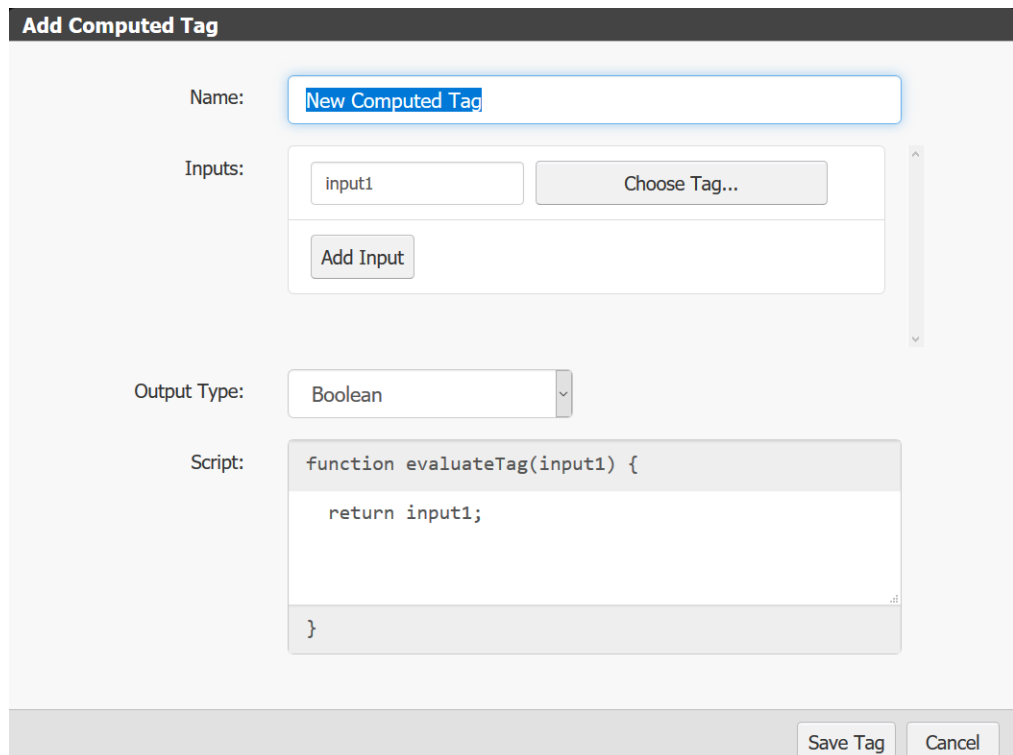 Add Computed Tag
Name:
New Computed Tag
Inputs:
input1
Choose Tag...
Add Input
Output Type:
Boolean
Script:
function evaluateTag(input1) {
return input1;
}
Save Tag
Cancel